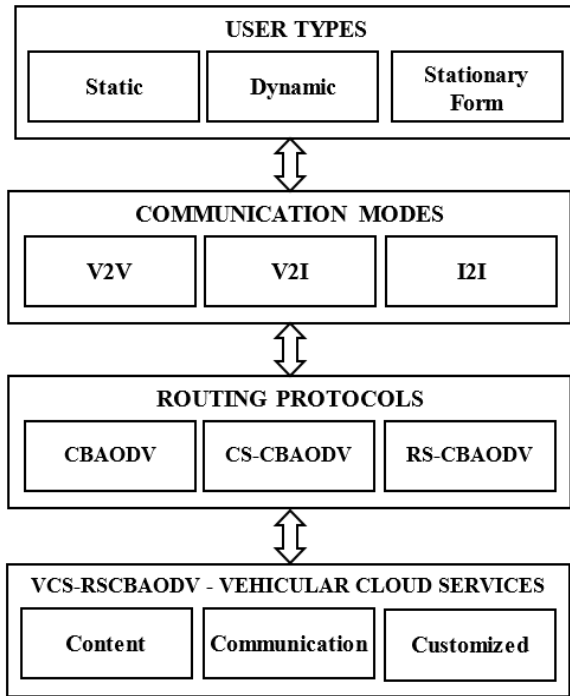 USER TYPES
Static
Dynamic
Stationary
Form
COMMUNICATION MODES
V2V
V2I
I2I
ROUTING PROTOCOLS
CBAODV
CS-CBAODV
RS-CBAODV
VCS-RSCBAODV - VEHICULAR CLOUD SERVICES
Content
Communication
Customized